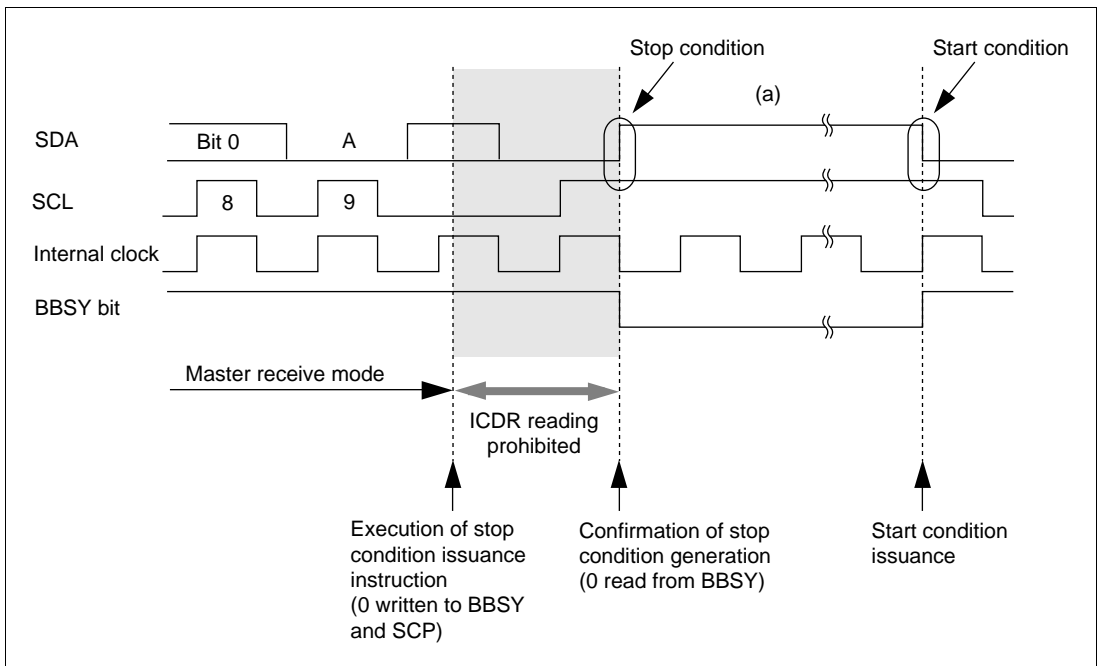 Stop condition
Start condition
(a)
SDA
Bit 0
A
SCL
8
9
Internal clock
BBSY bit
Master receive mode
ICDR reading
prohibited
Execution of stop
condition issuance
instruction
(0 written to BBSY
and SCP)
Confirmation of stop
condition generation
(0 read from BBSY)
Start condition
issuance